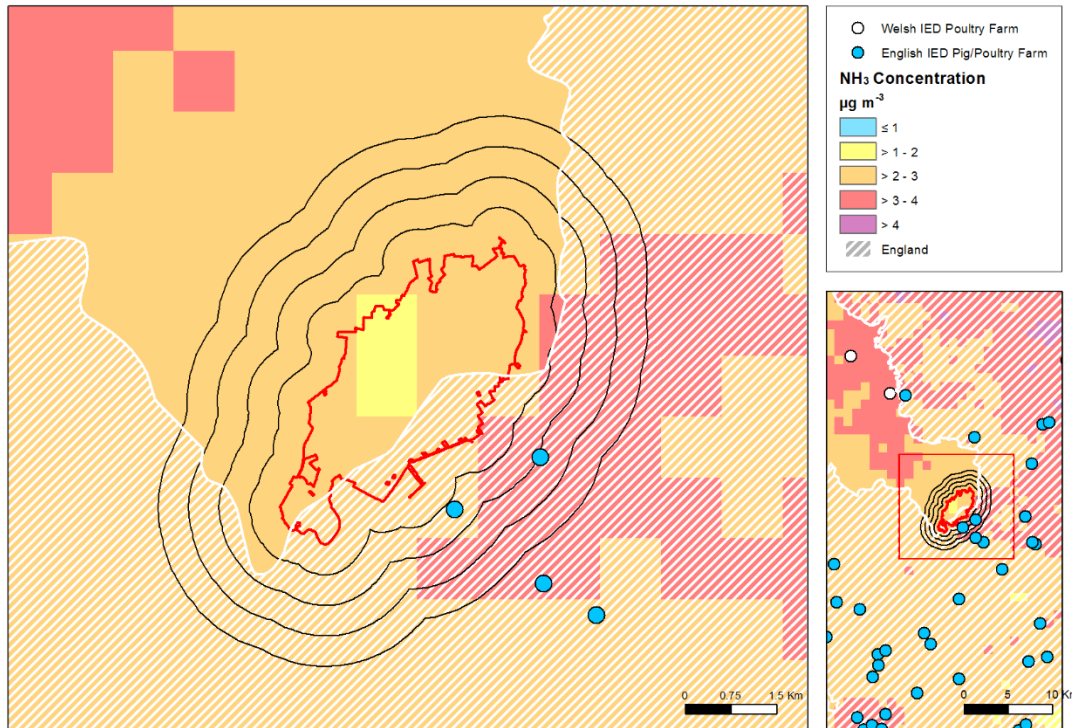 Welsh IED Poultry Farm
English IED Pig/Poultry Farm
NH₃ Concentration
µg m⁻³
≤ 1
> 1 - 2
> 2 - 3
> 3 - 4
> 4
England
0 0.75 1.5 Km
0 5 10 Km